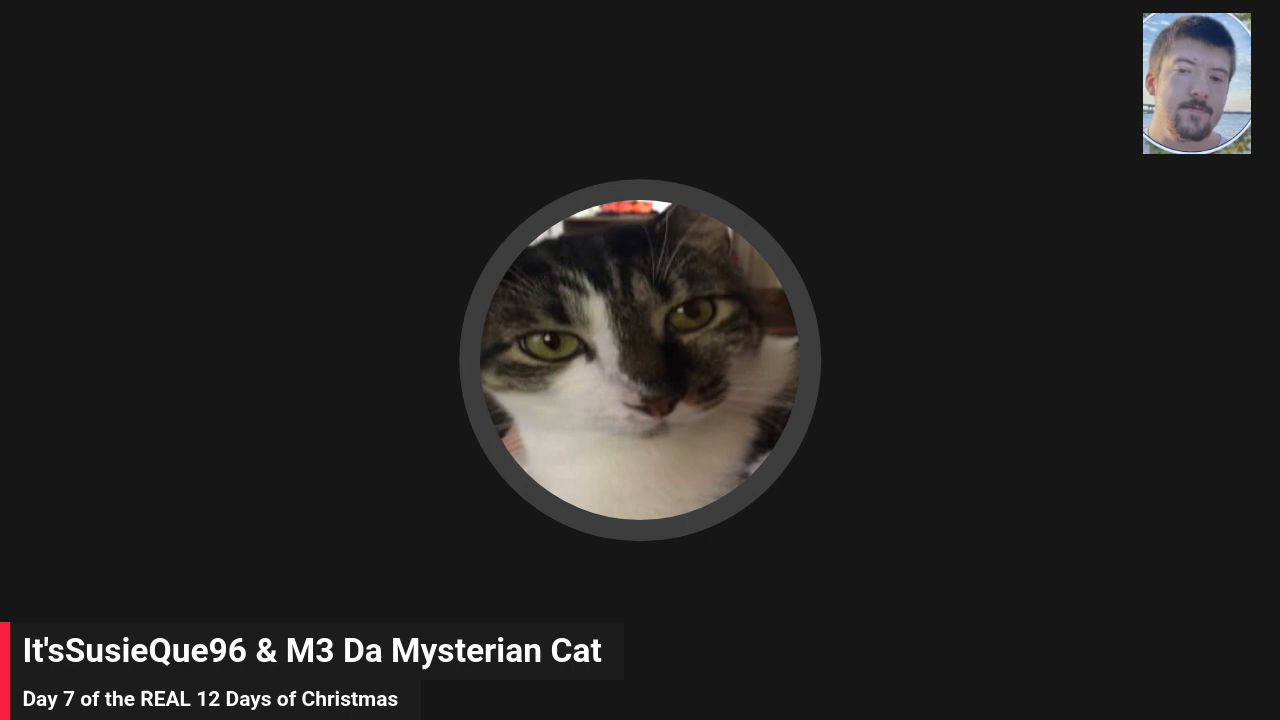 It'sSusieQue96 & M3 Da Mysterian Cat
Day 7 of the REAL 12 Days of Christmas